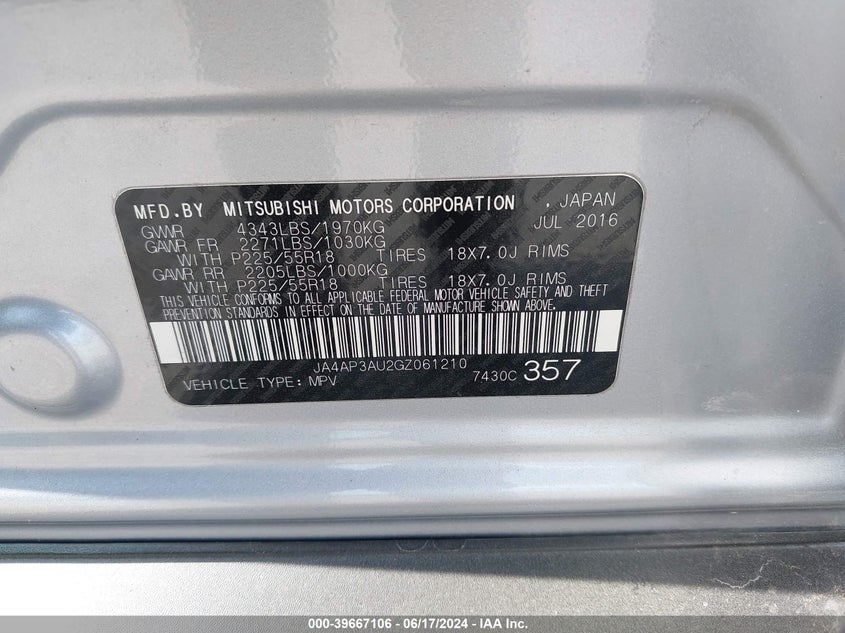 MFD.BY MITSUBISHI MOTORS CORPORATION , JAPAN
GVWR 4343LBS/1970KG JUL 2016
GAWR FR 2271LBS/1030KG
WITH P225/55R18 TIRES 18X7.0J RIMS
GAWR RR 2205LBS/1000KG
WITH P225/55R18 TIRES 18X7.0J RIMS
THIS VEHICLE CONFORMS TO ALL APPLICABLE FEDERAL MOTOR VEHICLE SAFETY AND THEFT
PREVENTION STANDARDS IN EFFECT ON THE DATE OF MANUFACTURE SHOWN ABOVE.
JA4AP3AU2GZ061210
VEHICLE TYPE: MPV 7430C 357
000-39667106 - 06/17/2024 - IAA Inc.